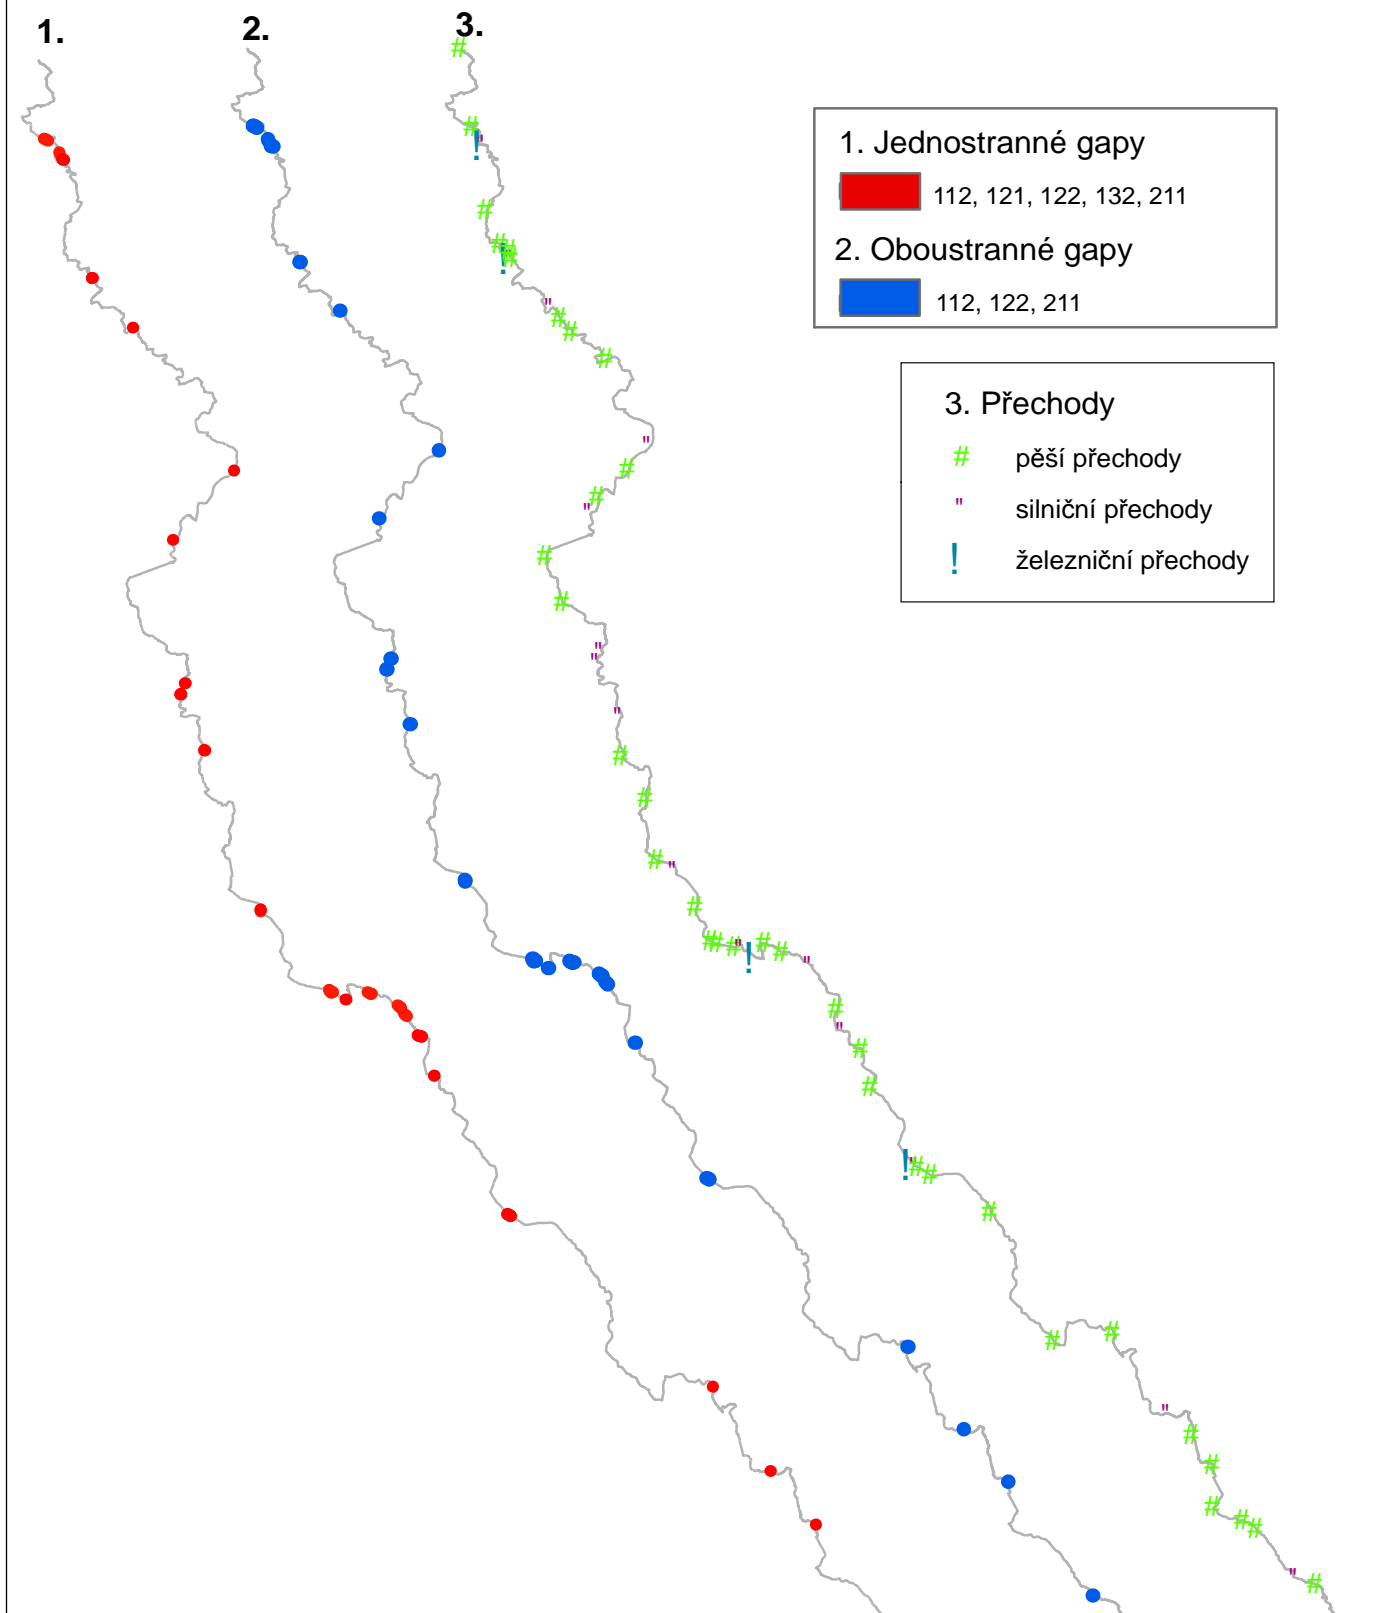 1.
2.
3.
1. Jednostranné gapy
112, 121, 122, 132, 211
2. Oboustranné gapy
112, 122, 211
3. Přechody
# pěší přechody
" silniční přechody
! železniční přechody